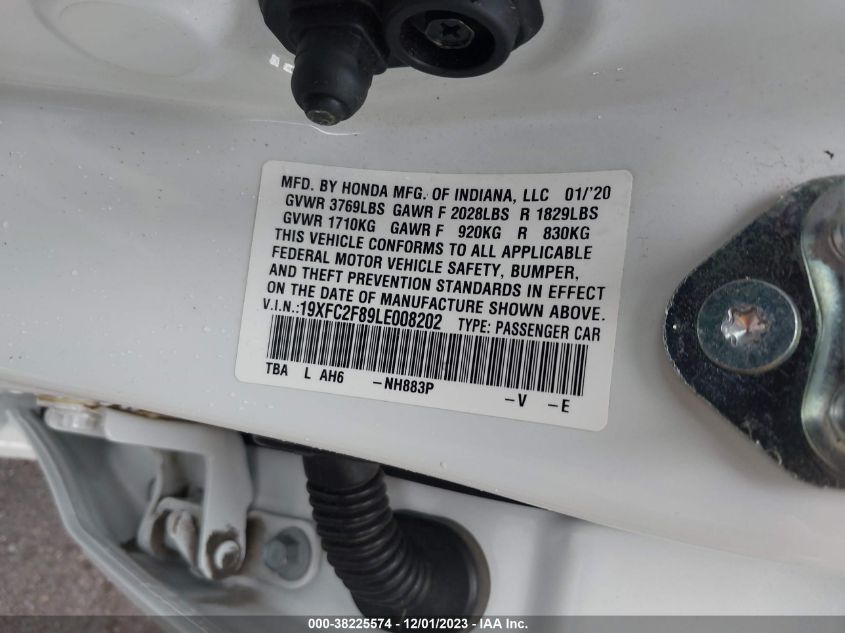 MFD. BY HONDA MFG. OF INDIANA, LLC 01/'20
GVWR 3769LBS GAWR F 2028LBS R 1829LBS
GVWR 1710KG GAWR F 920KG R 830KG
THIS VEHICLE CONFORMS TO ALL APPLICABLE
FEDERAL MOTOR VEHICLE SAFETY, BUMPER,
AND THEFT PREVENTION STANDARDS IN EFFECT
ON THE DATE OF MANUFACTURE SHOWN ABOVE.
V.I.N.:19XFC2F89LE008202 TYPE: PASSENGER CAR
TBA L AH6 -NH883P -V -E
000-38225574 / 12/01/2023 - IAA Inc.